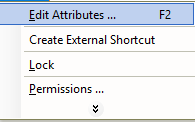 Edit Attributes ... F2
Create External Shortcut
Lock
Permissions ...